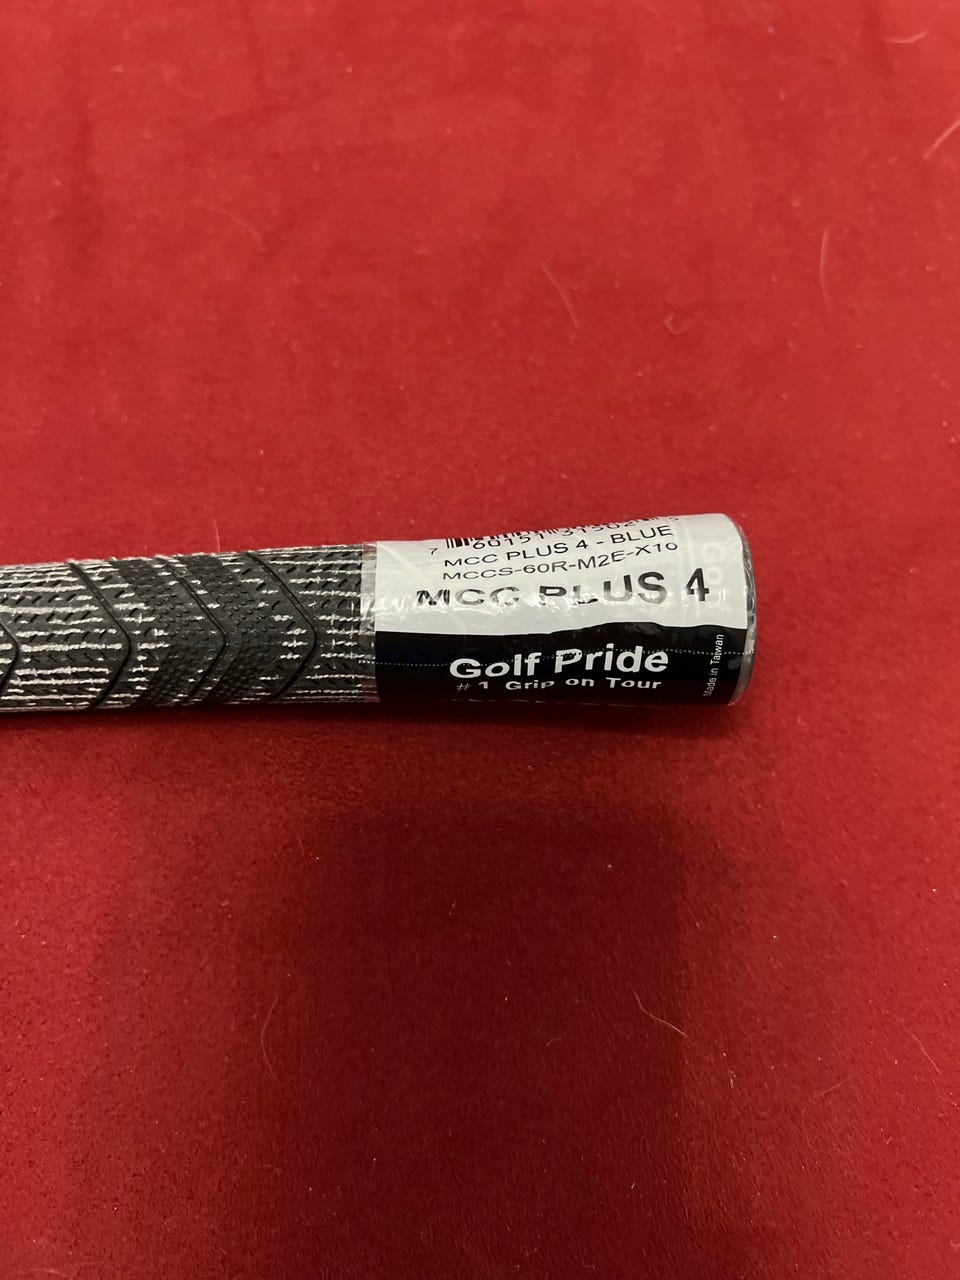 MCC PLUS 4 - BLUE
MCCS-60R-M2E-X10
MCC PLUS 4
Golf Pride
#1 Grip on Tour
Made in Taiwan